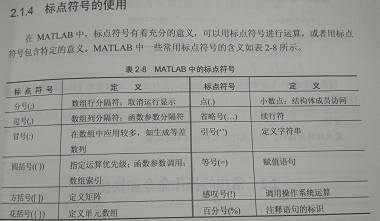 2.1.4 标点符号的使用
在 MATLAB 中，标点符号有着充分的意义，可以用标点符号进行运算，或者用标点
符号包含特定的意义。MATLAB 中一些常用标点符号的含义如表 2-8 所示。
表 2-8 MATLAB 中的标点符号
标点符号 定义 标点符号 定义
分号(;) 数组行分隔符；取消运行显示 点(.) 小数点；结构体成员访问
逗号(,) 数组列分隔符；函数参数分隔符 省略号(…) 续行符
冒号(:) 在数组中应用较多，如生成等差
数列 引号('') 定义字符串
圆括号(()) 指定运算优先级；函数参数调用；
数组索引 等号(=) 赋值语句
方括号([]) 定义矩阵 感叹号(!) 调用操作系统运算
花括号({}) 定义单元数组 百分号(%) 注释语句的标识